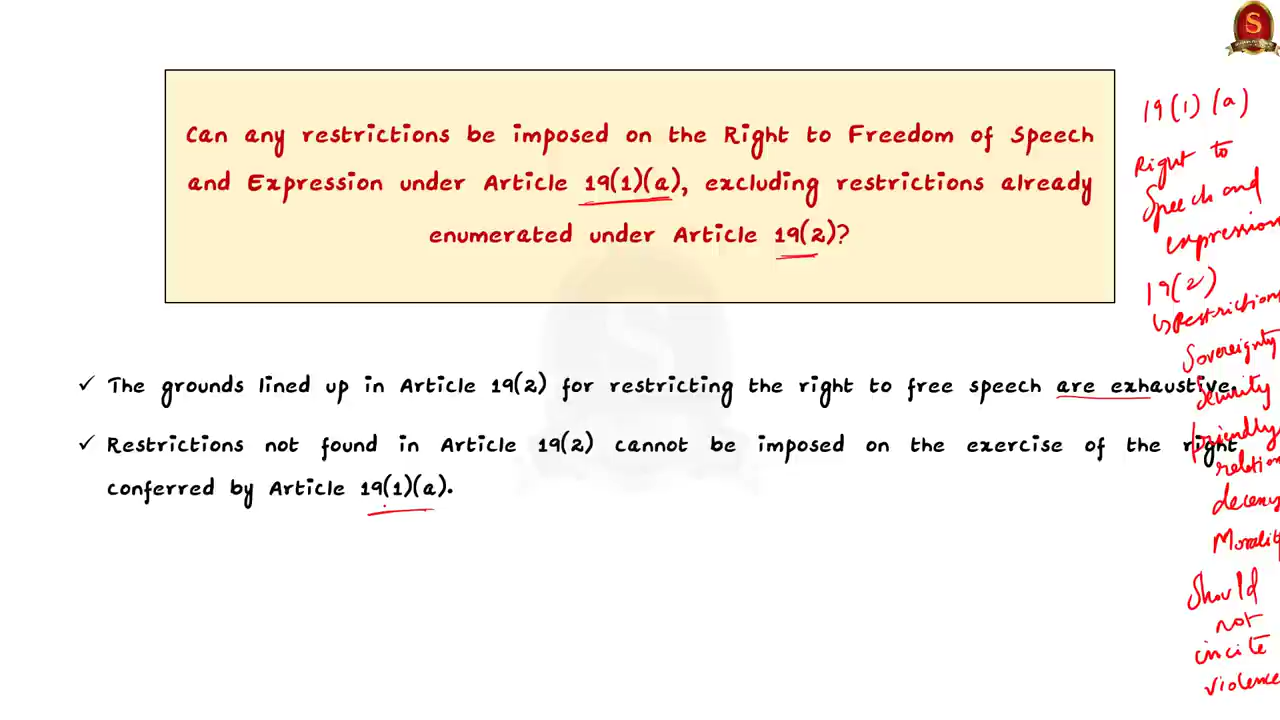 Can any restrictions be imposed on the Right to Freedom of Speech
and Expression under Article 19(1)(a), excluding restrictions already
enumerated under Article 19(2)?
✓ The grounds lined up in Article 19(2) for restricting the right to free speech are exhaustive.
✓ Restrictions not found in Article 19(2) cannot be imposed on the exercise of the right
conferred by Article 19(1)(a).
19(1)(a)
Right to
Speech and
expression
19(2)
↳ Restriction
Sovereignty
Security
friendly
relation
decency
Morality
Should
not
incite
violence
S